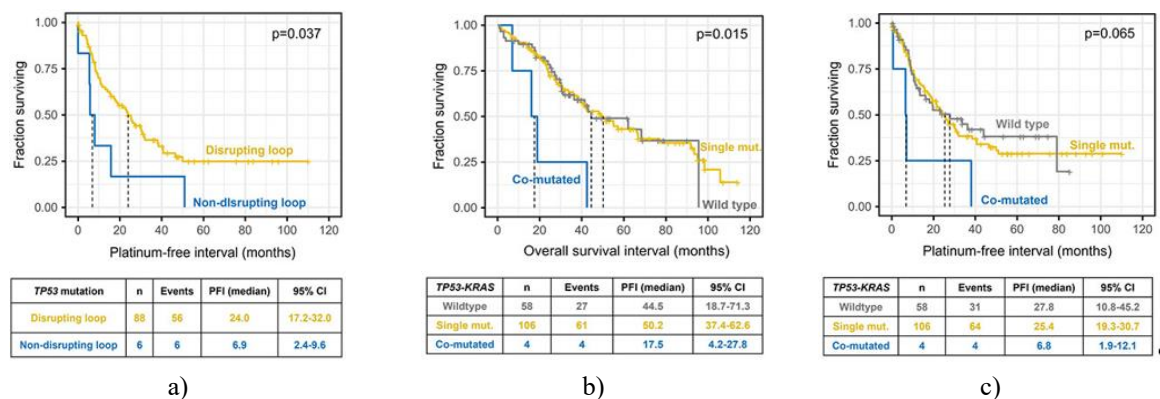 p=0.037
Fraction surviving
1.00
0.75
0.50
0.25
0.00
Disrupting loop
Non-dIsrupting loop
0 20 40 60 80 100 120
Platinum-free interval (months)
TP53 mutation n Events PFI (median) 95% CI
Disrupting loop 88 56 24.0 17.2-32.0
Non-disrupting loop 6 6 6.9 2.4-9.6
a)
p=0.015
Fraction surviving
1.00
0.75
0.50
0.25
0.00
Single mut.
Co-mutated
Wild type
0 20 40 60 80 100 120
Overall survival interval (months)
TP53-KRAS n Events PFI (median) 95% CI
Wildtype 58 27 44.5 18.7-71.3
Single mut. 106 61 50.2 37.4-62.6
Co-mutated 4 4 17.5 4.2-27.8
b)
c)
p=0.065
Fraction surviving
1.00
0.75
0.50
0.25
0.00
Wild type
Single mut.
Co-mutated
0 20 40 60 80 100 120
Platinum-free interval (months)
TP53-KRAS n Events PFI (median) 95% CI
Wildtype 58 31 27.8 10.8-45.2
Single mut. 106 64 25.4 19.3-30.7
Co-mutated 4 4 6.8 1.9-12.1
.
c)